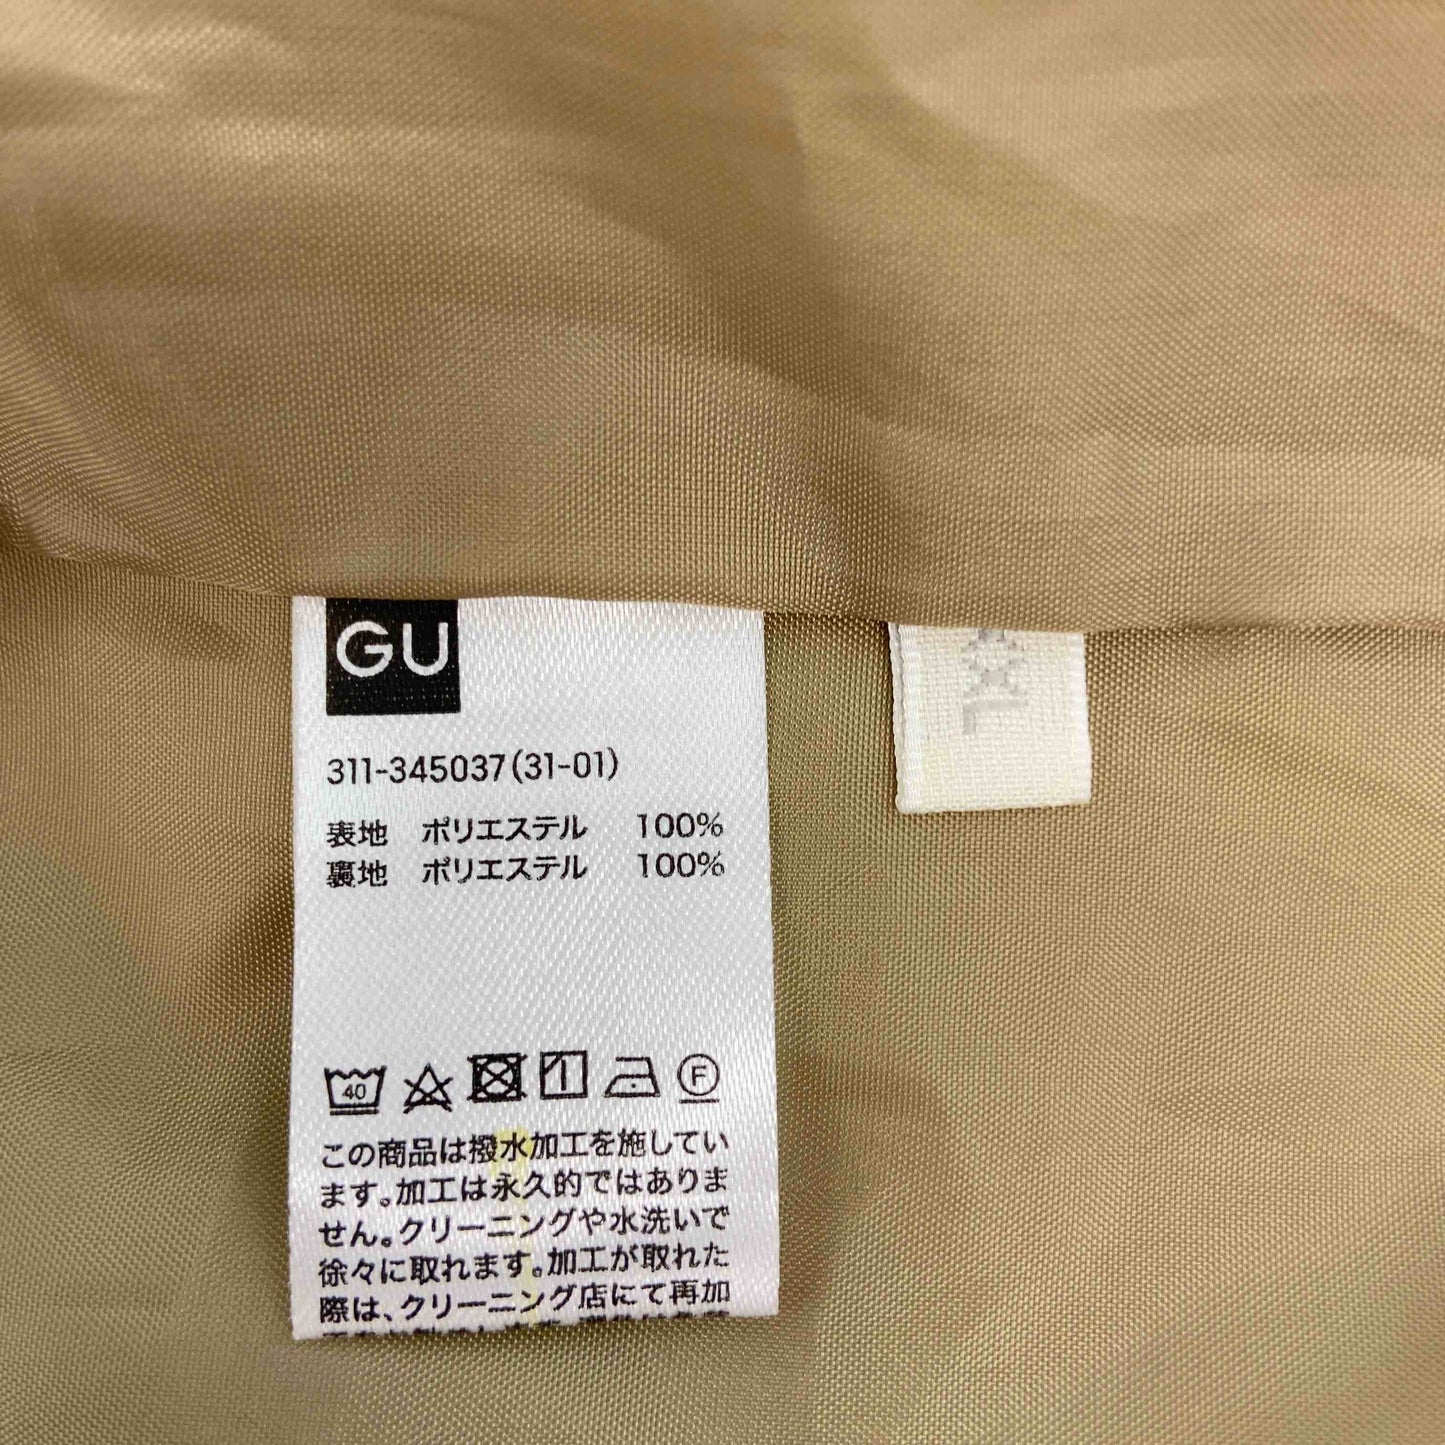 GU
311-345037(31-01)
表地 ポリエステル 100%
裏地 ポリエステル 100%
40
F
この商品は撥水加工を施してい
ます。加工は永久的ではありま
せん。クリーニングや水洗いで
徐々に取れます。加工が取れた
際は、クリーニング店にて再加
XXL